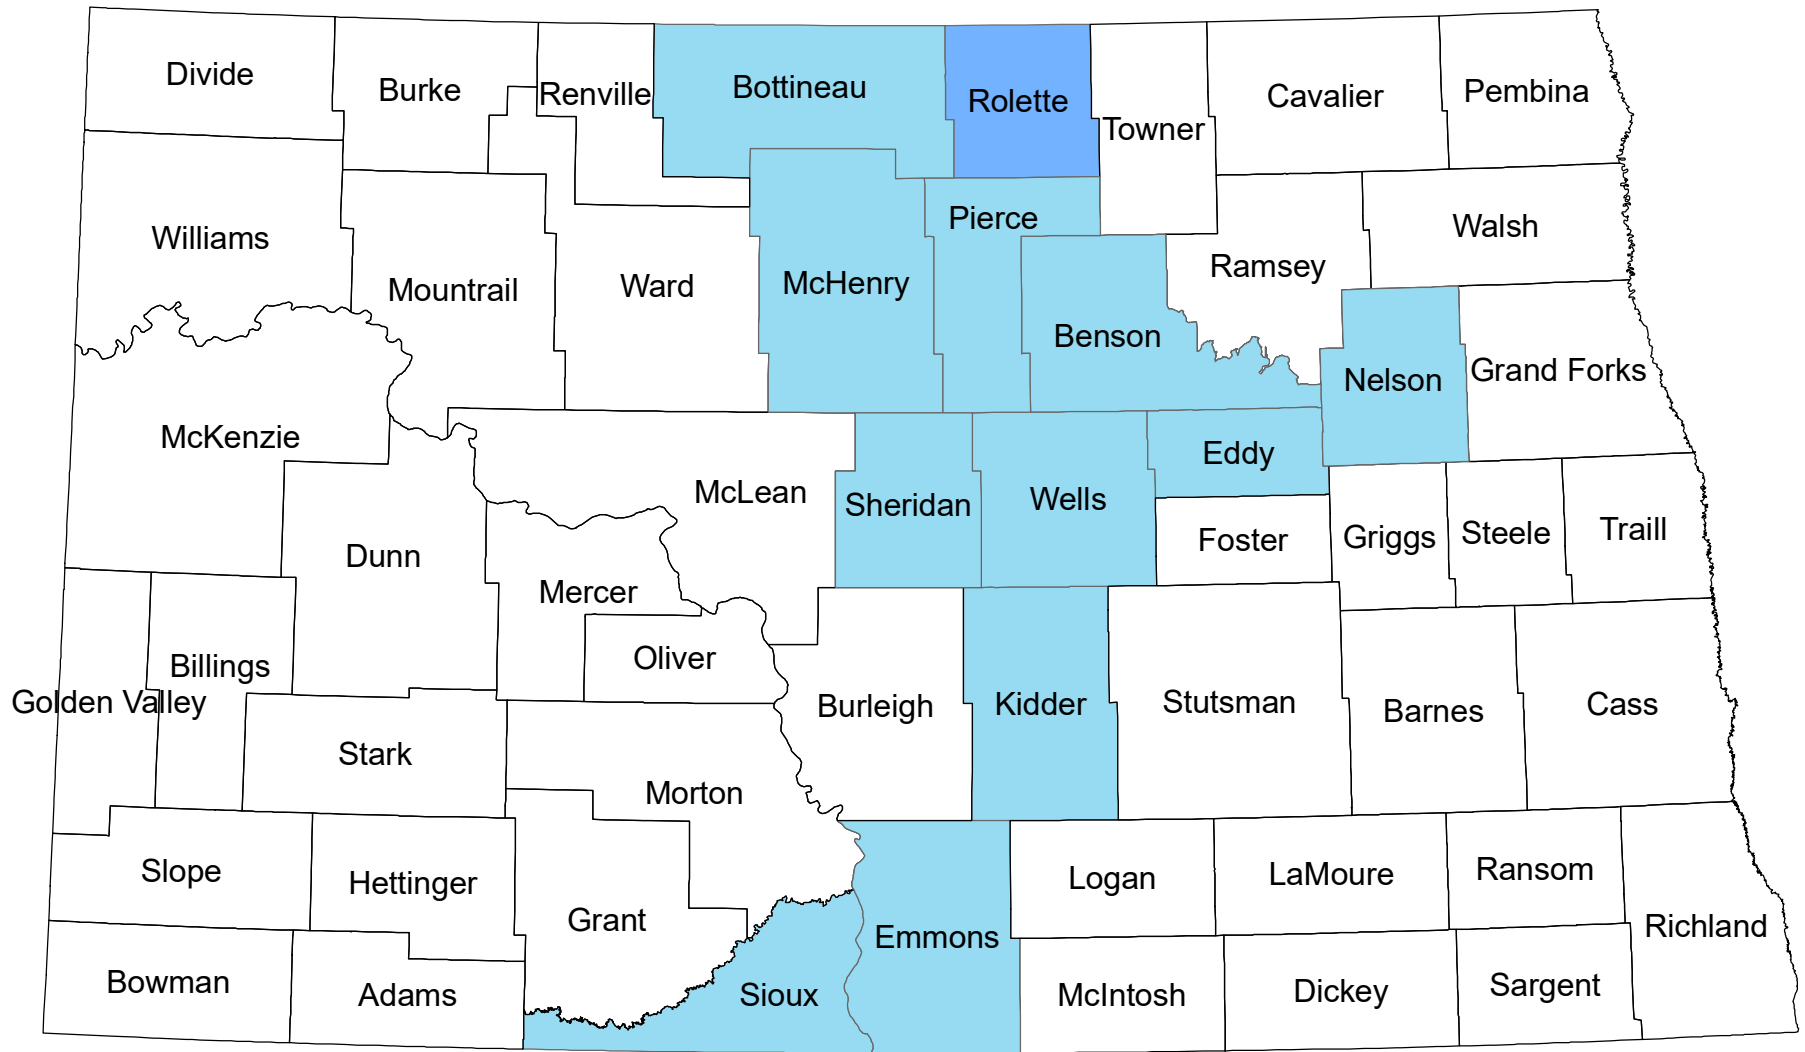 Divide
Burke
Renville
Bottineau
Rolette
Towner
Cavalier
Pembina
Williams
Mountrail
Ward
McHenry
Pierce
Benson
Ramsey
Walsh
Nelson
Grand Forks
McKenzie
Dunn
McLean
Mercer
Oliver
Sheridan
Wells
Eddy
Foster
Griggs
Steele
Traill
Golden Valley
Billings
Stark
Morton
Burleigh
Kidder
Stutsman
Barnes
Cass
Slope
Hettinger
Grant
Emmons
Logan
LaMoure
Ransom
Richland
Bowman
Adams
Sioux
McIntosh
Dickey
Sargent